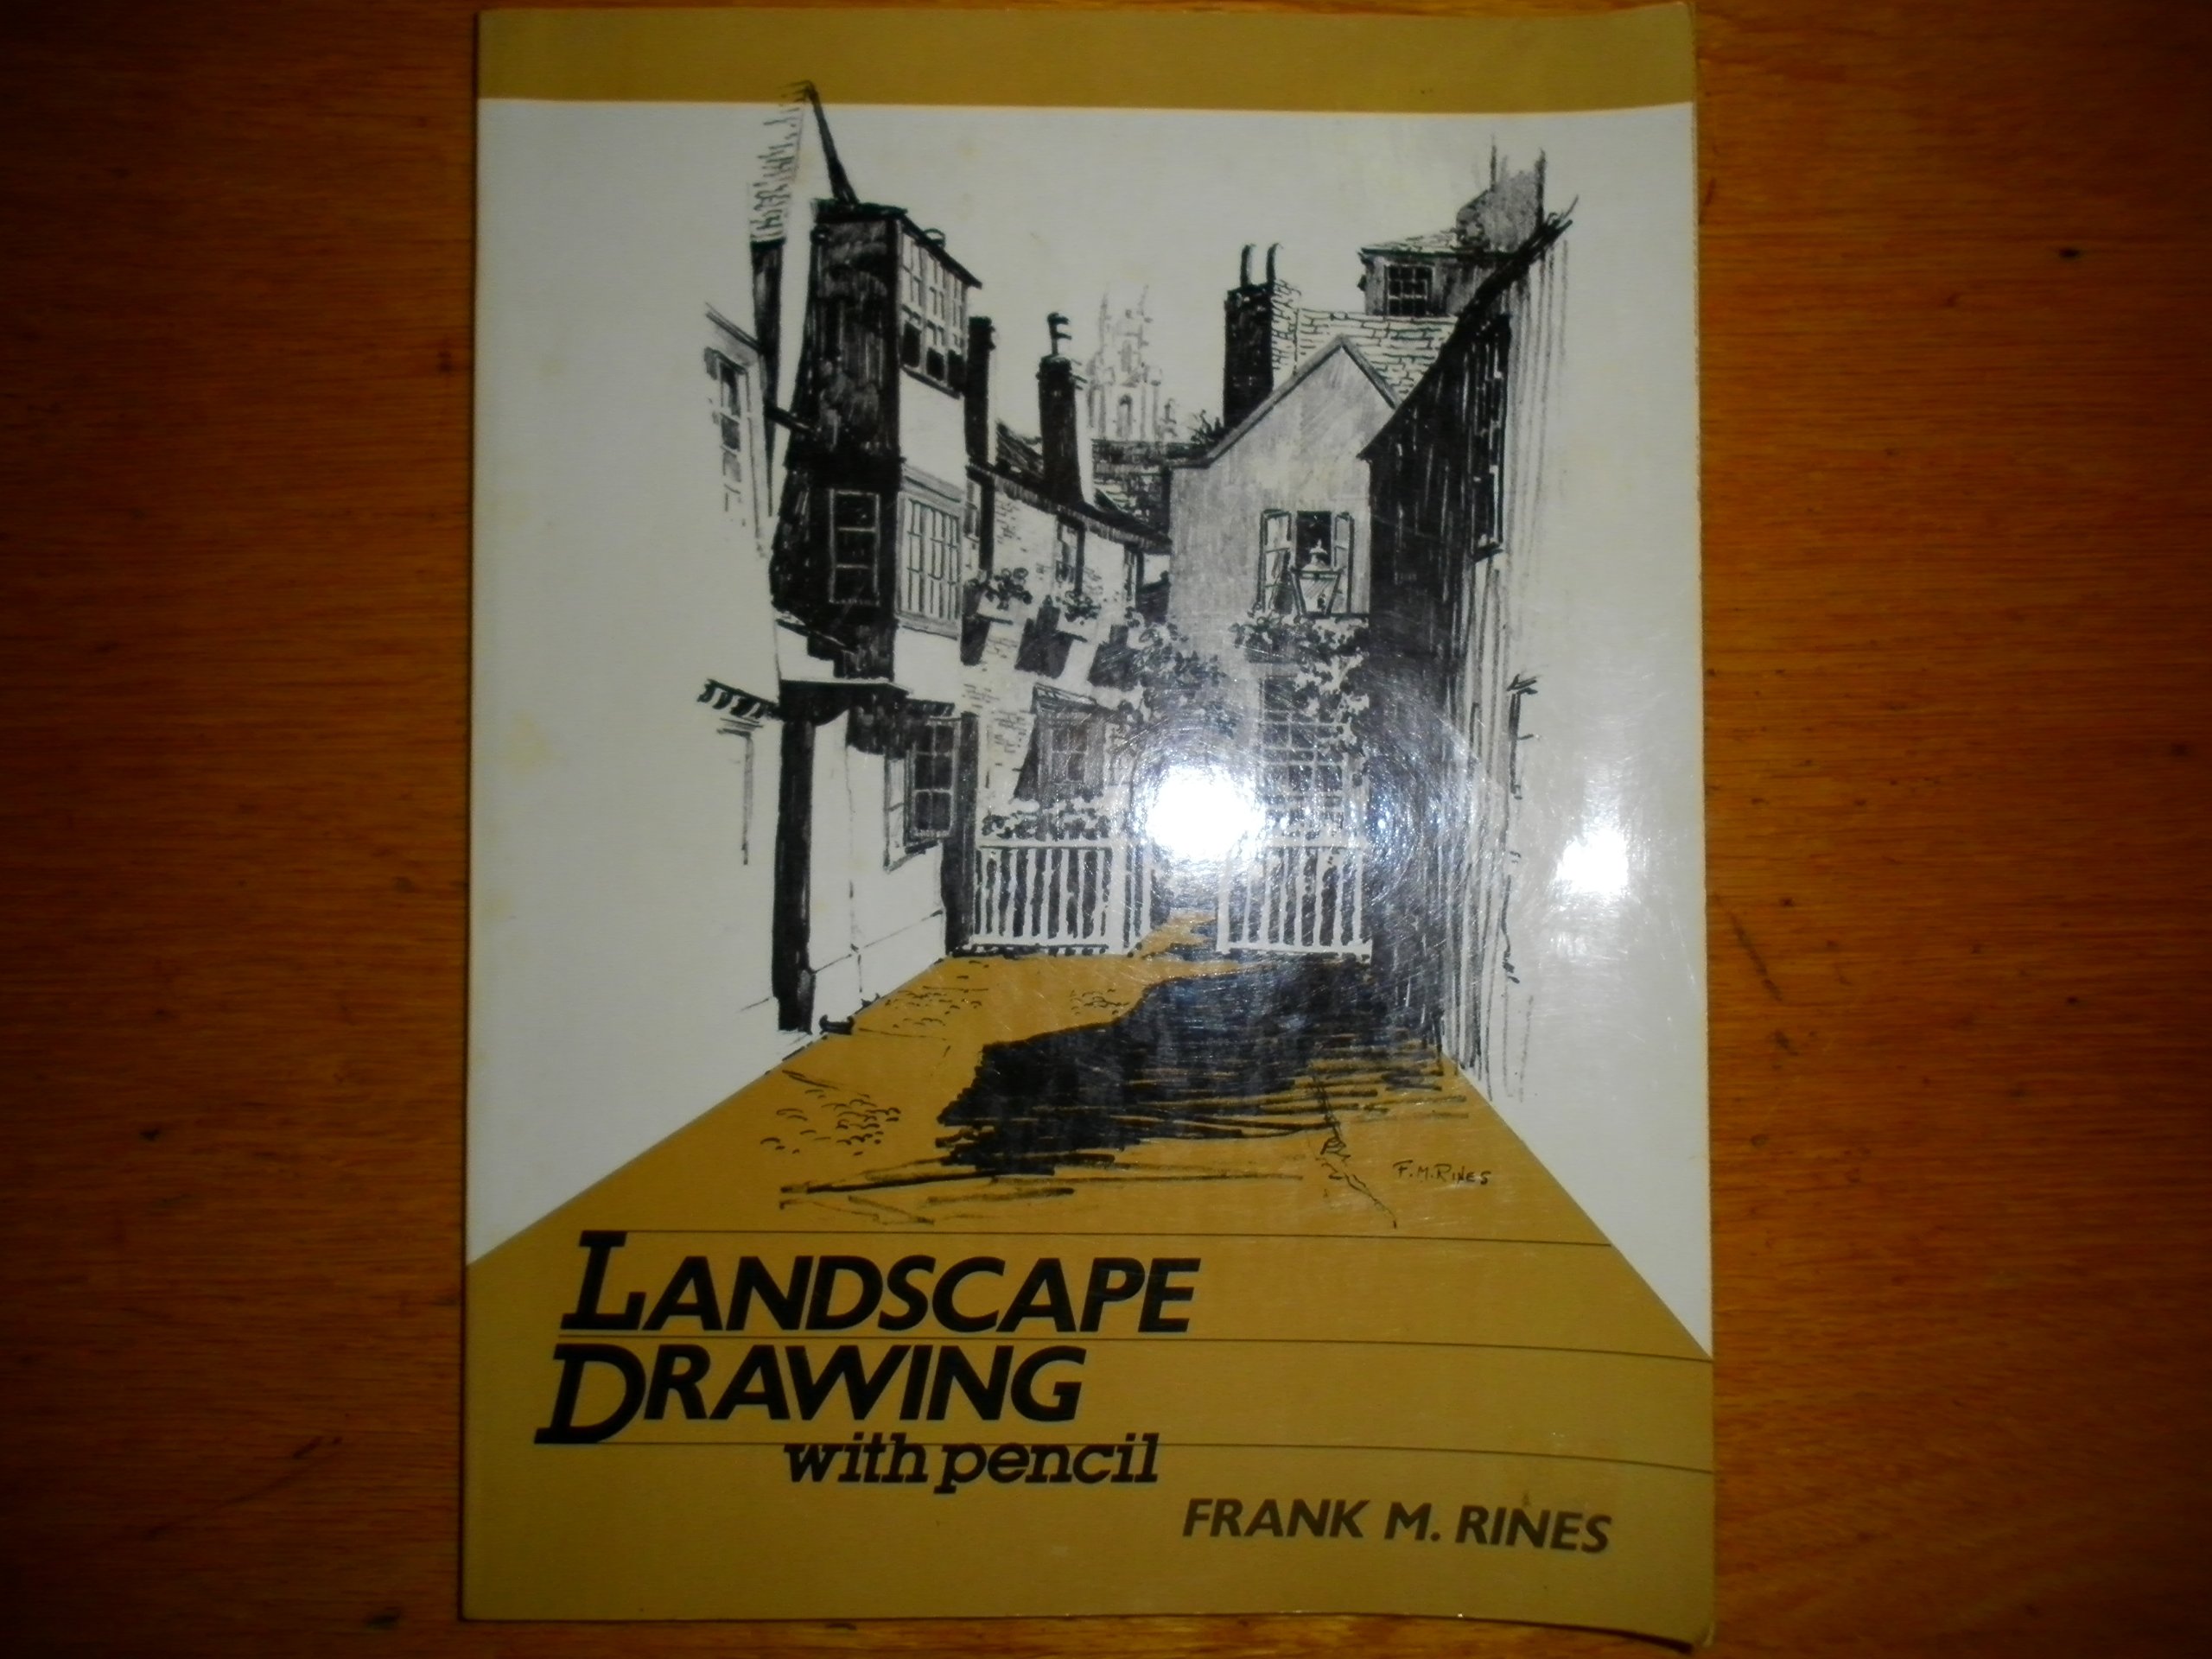 F. M. RINES
LANDSCAPE
DRAWING
with pencil
FRANK M. RINES